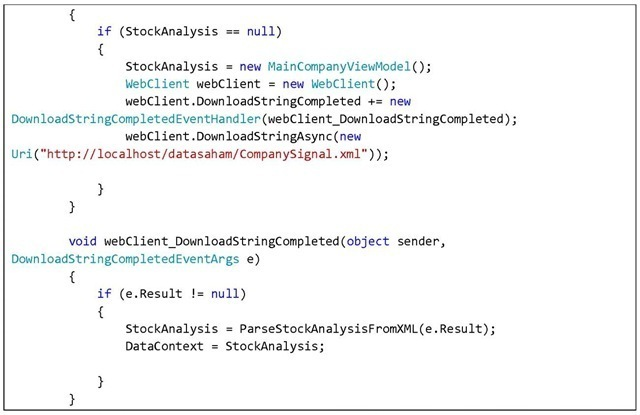 {
if (StockAnalysis == null)
{
StockAnalysis = new MainCompanyViewModel();
WebClient webClient = new WebClient();
webClient.DownloadStringCompleted += new
DownloadStringCompletedEventHandler(webClient_DownloadStringCompleted);
webClient.DownloadStringAsync(new
Uri("http://localhost/datasaham/CompanySignal.xml"));
}
}
void webClient_DownloadStringCompleted(object sender,
DownloadStringCompletedEventArgs e)
{
if (e.Result != null)
{
StockAnalysis = ParseStockAnalysisFromXML(e.Result);
DataContext = StockAnalysis;
}
}